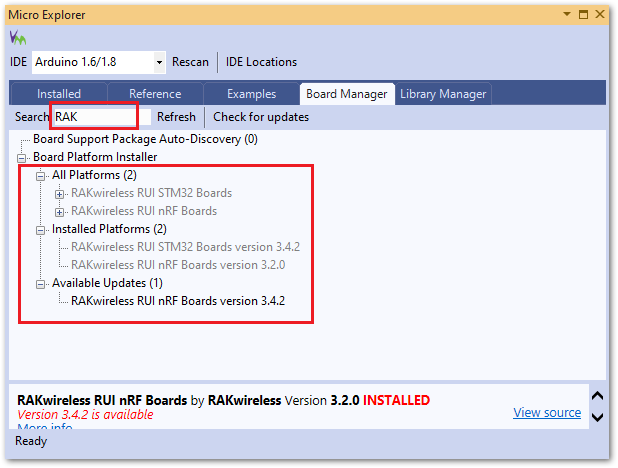 Micro Explorer
IDE Arduino 1.6/1.8 Rescan IDE Locations
Installed Reference Examples Board Manager Library Manager
Search RAK Refresh Check for updates
Board Support Package Auto-Discovery (0)
Board Platform Installer
All Platforms (2)
RAKwireless RUI STM32 Boards
RAKwireless RUI nRF Boards
Installed Platforms (2)
RAKwireless RUI STM32 Boards version 3.4.2
RAKwireless RUI nRF Boards version 3.2.0
Available Updates (1)
RAKwireless RUI nRF Boards version 3.4.2
RAKwireless RUI nRF Boards by RAKwireless Version 3.2.0 INSTALLED
Version 3.4.2 is available
View source
More info
Ready